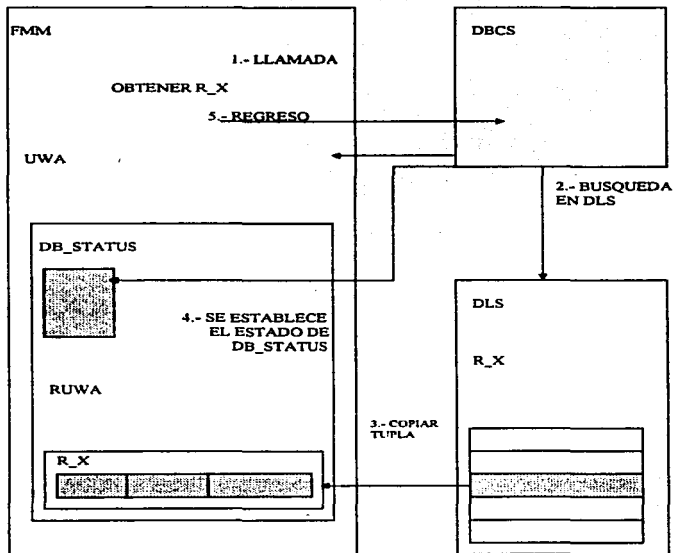 FMM
1.- LLAMADA
OBTENER R_X
5.- REGRESO
UWA
DB_STATUS
4.- SE ESTABLECE
EL ESTADO DE
DB_STATUS
RUWA
R_X
DBCS
2.- BUSQUEDA
EN DLS
DLS
R_X
3.- COPIAR
TUPLA